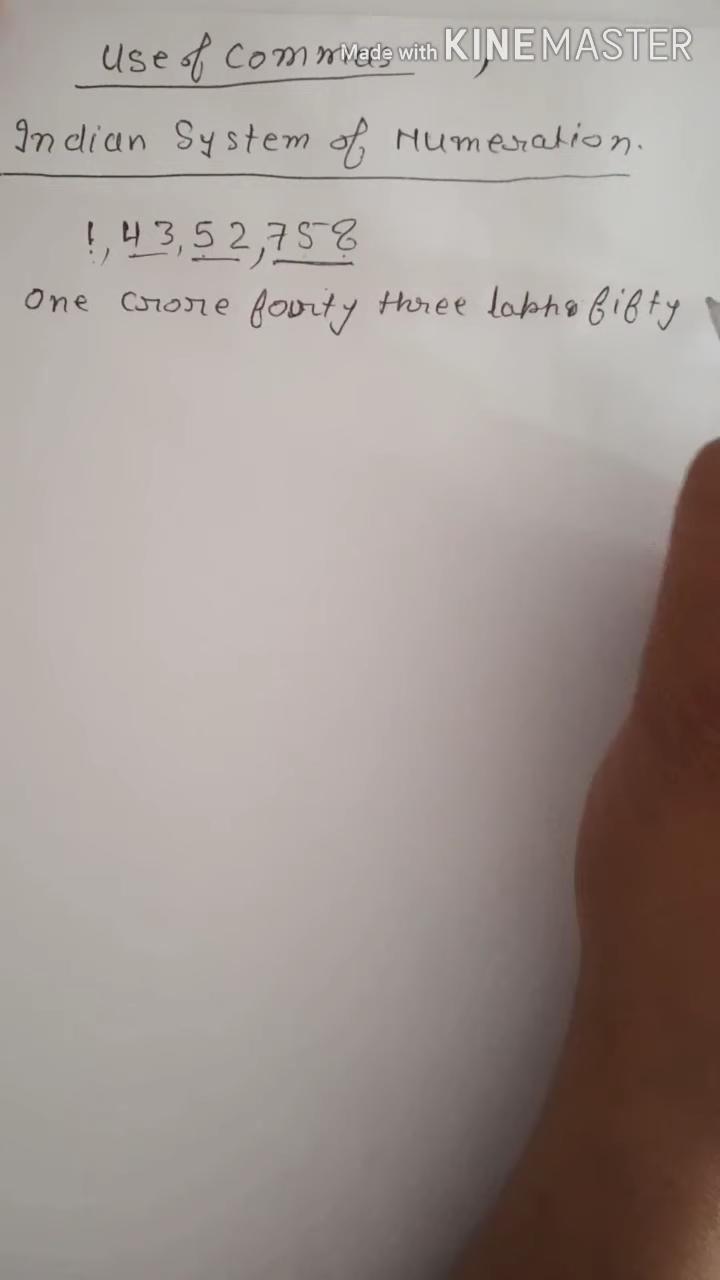 Use of Commas ,
Made with KINEMASTER
Indian System of Numeration.
1,43,52,758
One crore fourty three lakhs fifty